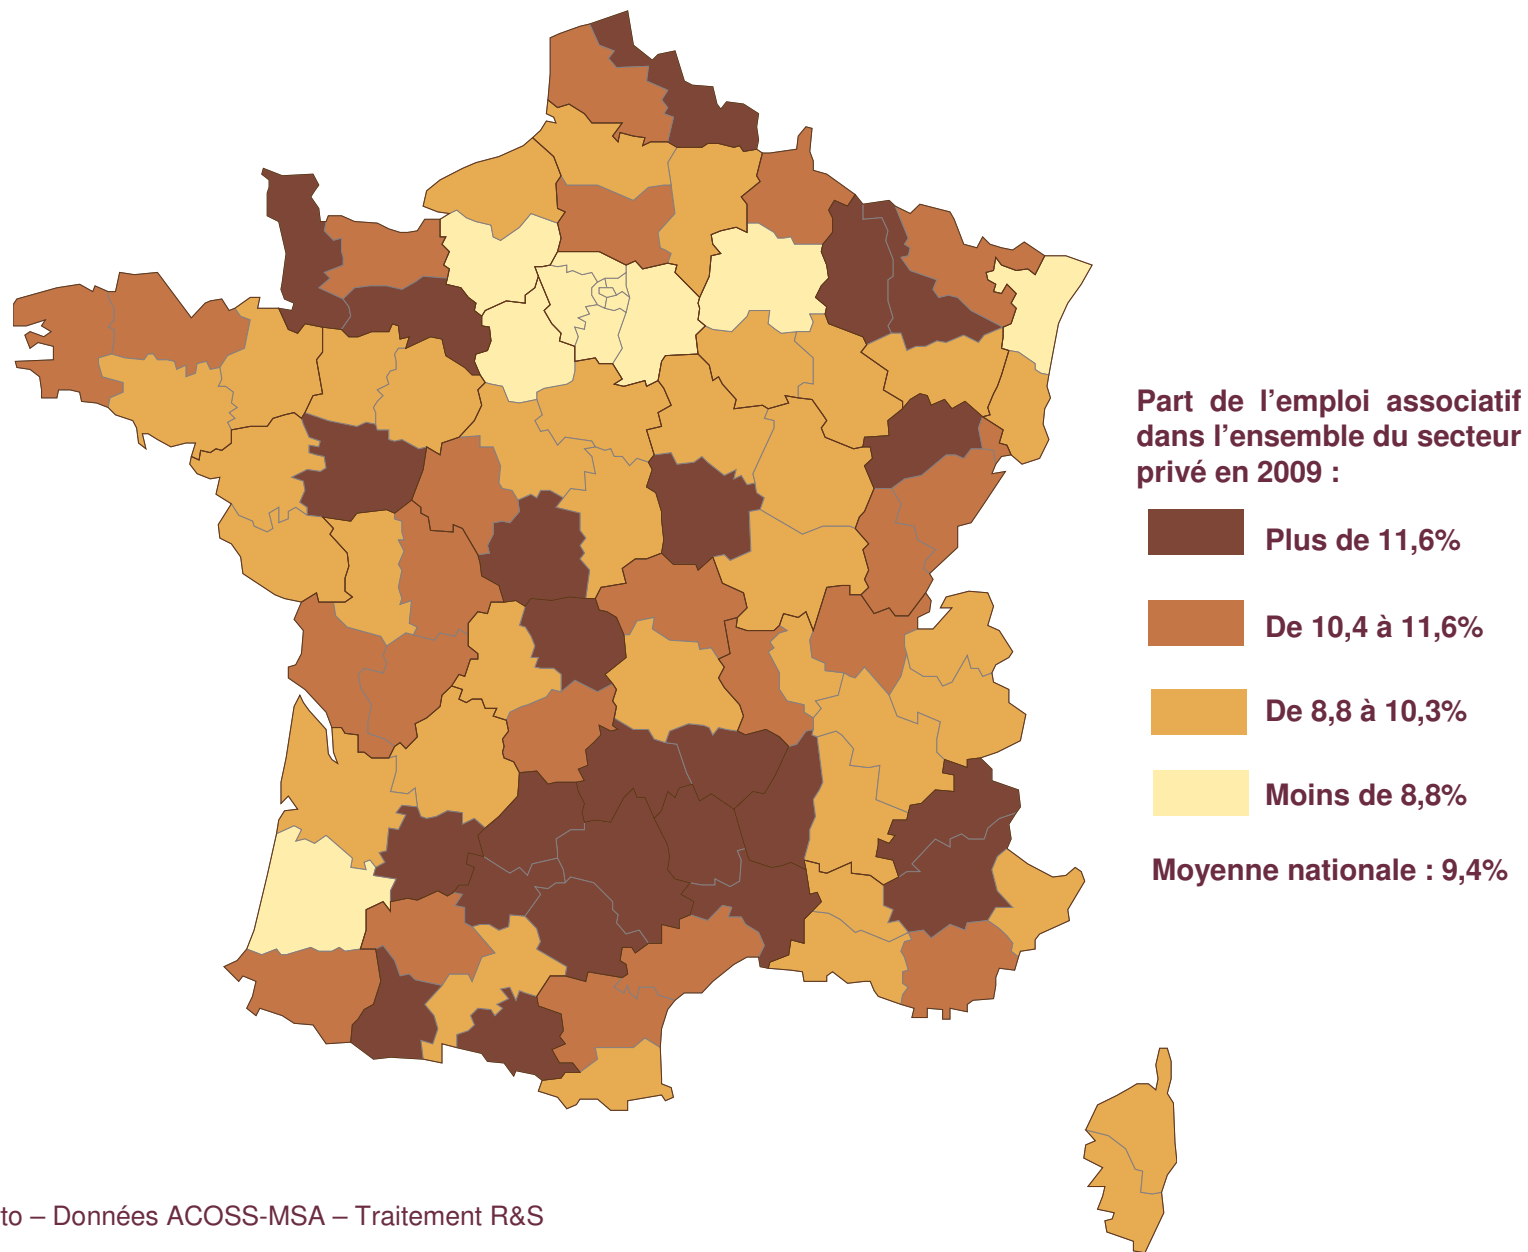 Part de l’emploi associatif
dans l’ensemble du secteur
privé en 2009 :
Plus de 11,6%
De 10,4 à 11,6%
De 8,8 à 10,3%
Moins de 8,8%
Moyenne nationale : 9,4%
to – Données ACOSS-MSA – Traitement R&S